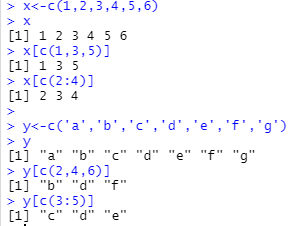 > x<-c(1,2,3,4,5,6)
> x
[1] 1 2 3 4 5 6
> x[c(1,3,5)]
[1] 1 3 5
> x[c(2:4)]
[1] 2 3 4
>
> y<-c('a','b','c','d','e','f','g')
> y
[1] "a" "b" "c" "d" "e" "f" "g"
> y[c(2,4,6)]
[1] "b" "d" "f"
> y[c(3:5)]
[1] "c" "d" "e"